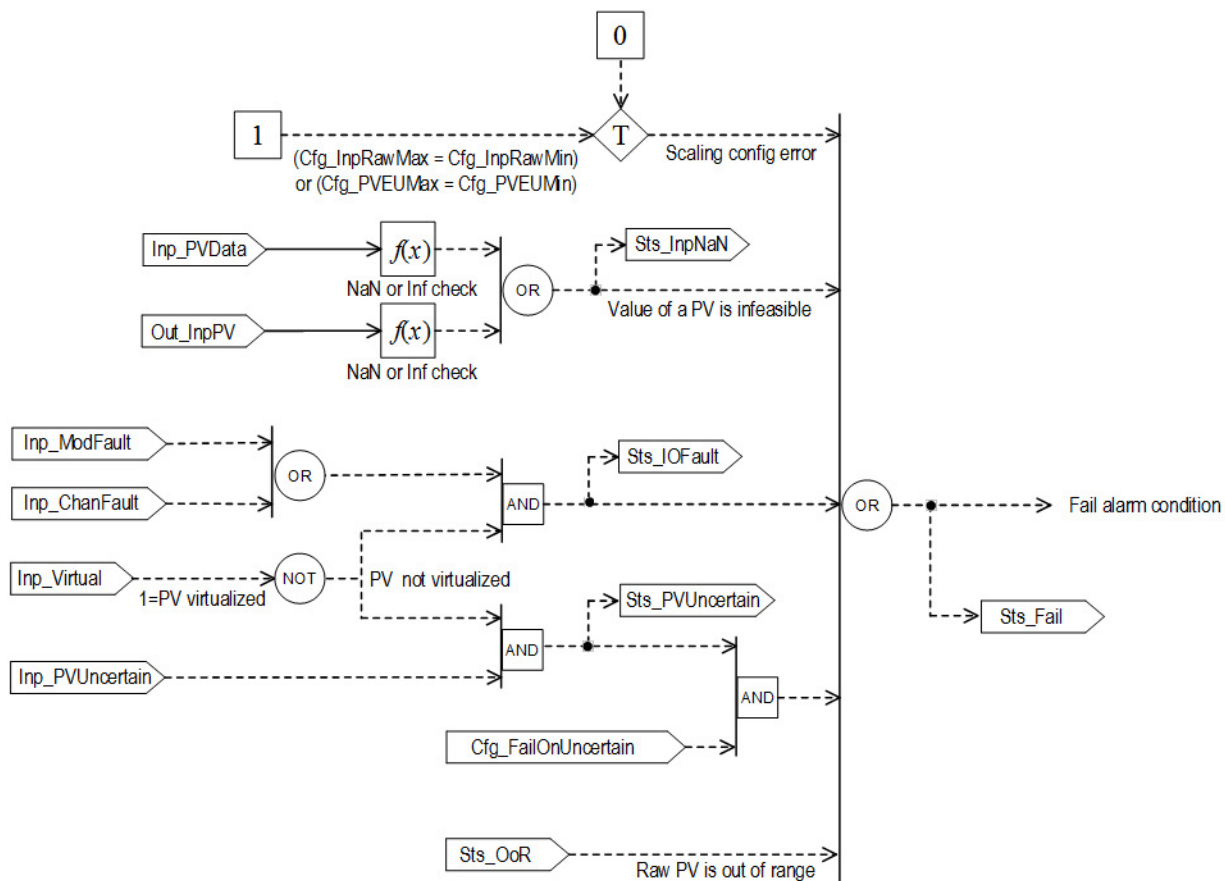 0
1
T
(Cfg_InpRawMax = Cfg_InpRawMin)
or (Cfg_PVEUMax = Cfg_PVEUMin)
Scaling config error
Inp_PVData
f(x)
NaN or Inf check
OR
Sts_InpNaN
Value of a PV is infeasible
Out_InpPV
f(x)
NaN or Inf check
Inp_ModFault
OR
Inp_ChanFault
AND
Sts_IOFault
OR
Fail alarm condition
Inp_Virtual
1=PV virtualized
NOT
PV not virtualized
Sts_PVUncertain
Sts_Fail
Inp_PVUncertain
AND
AND
Cfg_FailOnUncertain
Sts_OoR
Raw PV is out of range